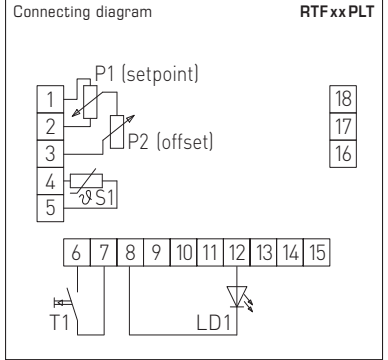 Connecting diagram RTFxxPLT
P1 (setpoint)
1 18
2 17
P2 (offset)
3 16
4
ϑ S1
5
6 7 8 9 10 11 12 13 14 15
T1 LD1